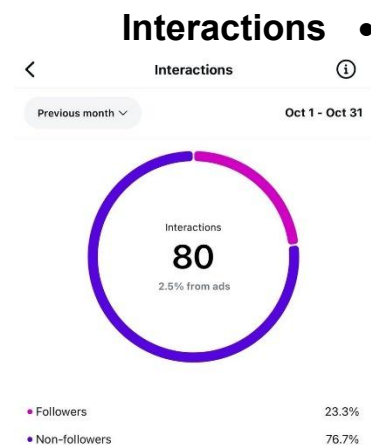 Interactions •
Interactions
Previous month
Oct 1 - Oct 31
Interactions
80
2.5% from ads
• Followers 23.3%
• Non-followers 76.7%